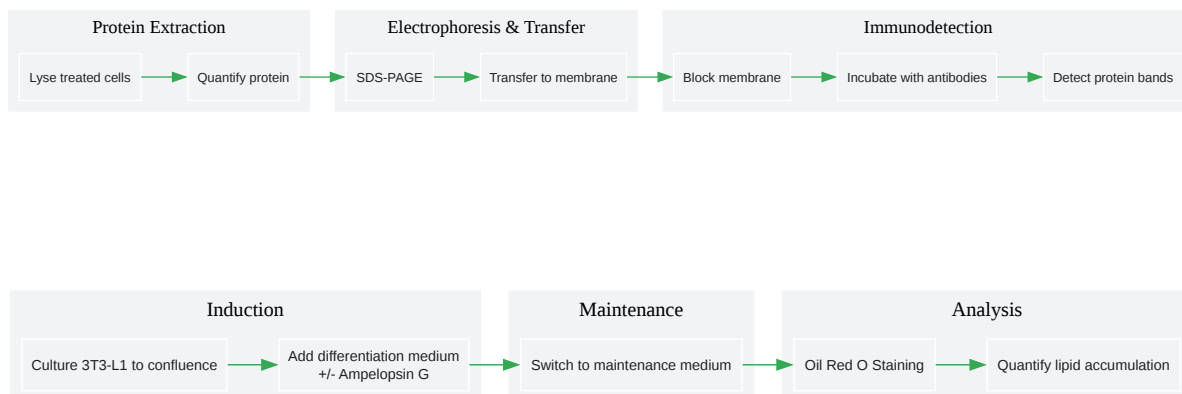 Protein Extraction
Electrophoresis & Transfer
Immunodetection
Lyse treated cells
Quantify protein
SDS-PAGE
Transfer to membrane
Block membrane
Incubate with antibodies
Detect protein bands
Induction
Maintenance
Analysis
Culture 3T3-L1 to confluence
Add differentiation medium
+/- Ampelopsin G
Switch to maintenance medium
Oil Red O Staining
Quantify lipid accumulation